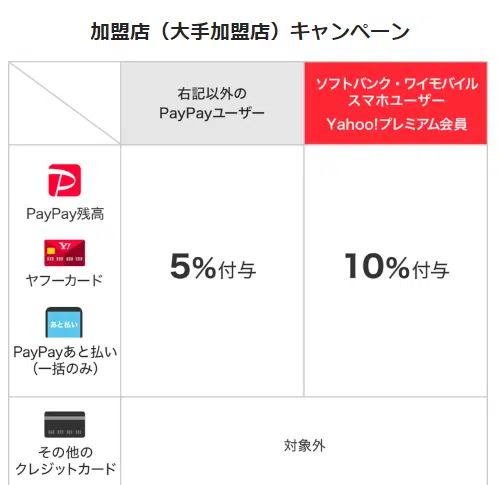 加盟店（大手加盟店）キャンペーン
右記以外の
PayPayユーザー
ソフトバンク・ワイモバイル
スマホユーザー
Yahoo!プレミアム会員
PayPay残高
Y!
ヤフーカード
あと払い
PayPayあと払い
（一括のみ）
5%付与
10%付与
その他の
クレジットカード
対象外